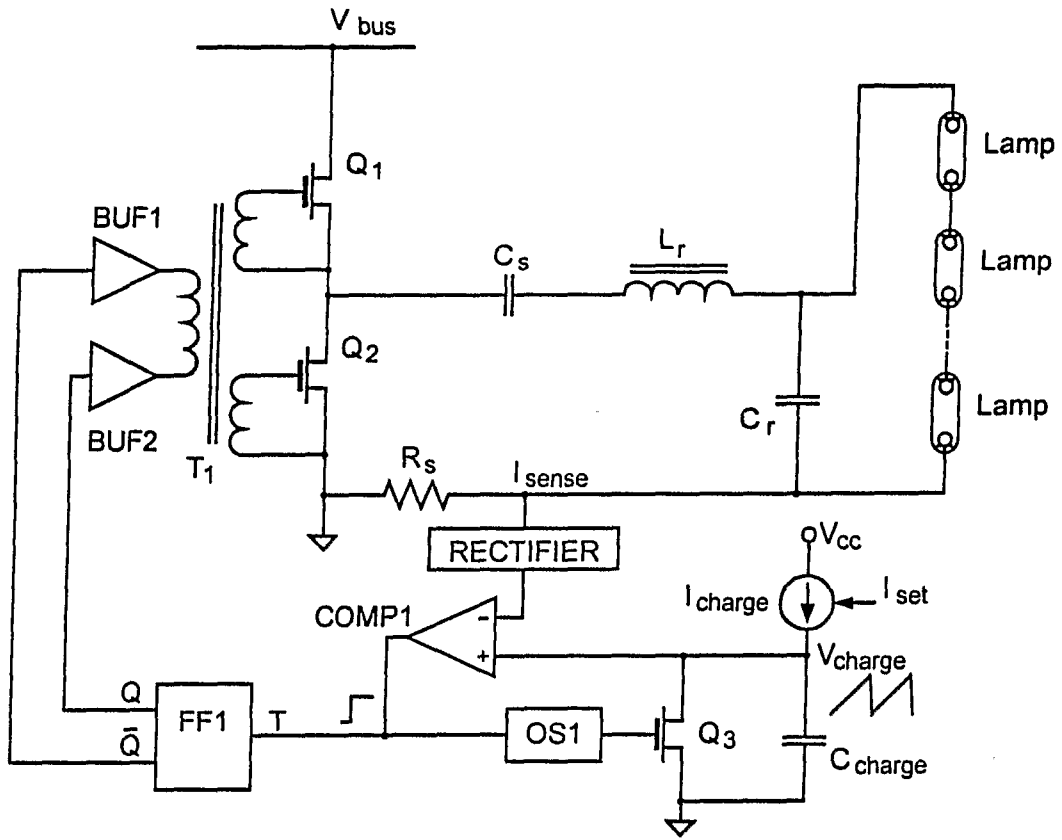 V bus
Q1
BUF1
Lamp
Cs
Lr
Lamp
Q2
BUF2
T1
Cr
Lamp
Rs
I sense
RECTIFIER
Vcc
COMP1
-
I charge
I set
+
Vcharge
Q
FF1
T
OS1
Q3
Q̄
C charge